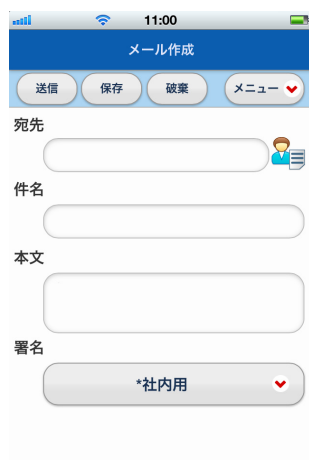 11:00
メール作成
送信 保存 破棄 メニュー
宛先
件名
本文
署名
*社内用